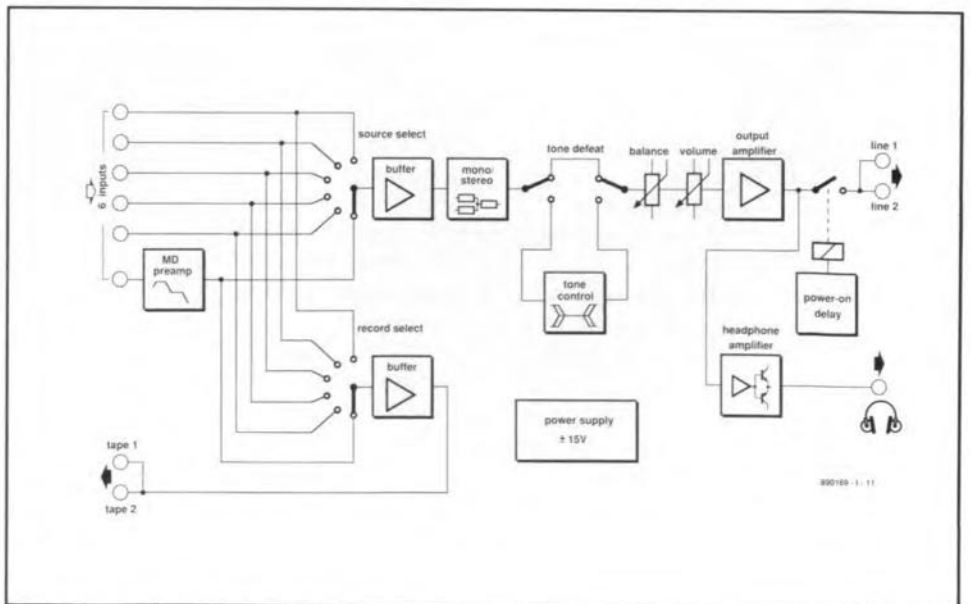 source select
tone defeat
balance
volume
output
amplifier
line 1
line 2
6 inputs
buffer
mono/
stereo
MD
preamp
tone
control
power-on
delay
record select
headphone
amplifier
buffer
power supply
± 15V
tape 1
tape 2
890169 - I - 11